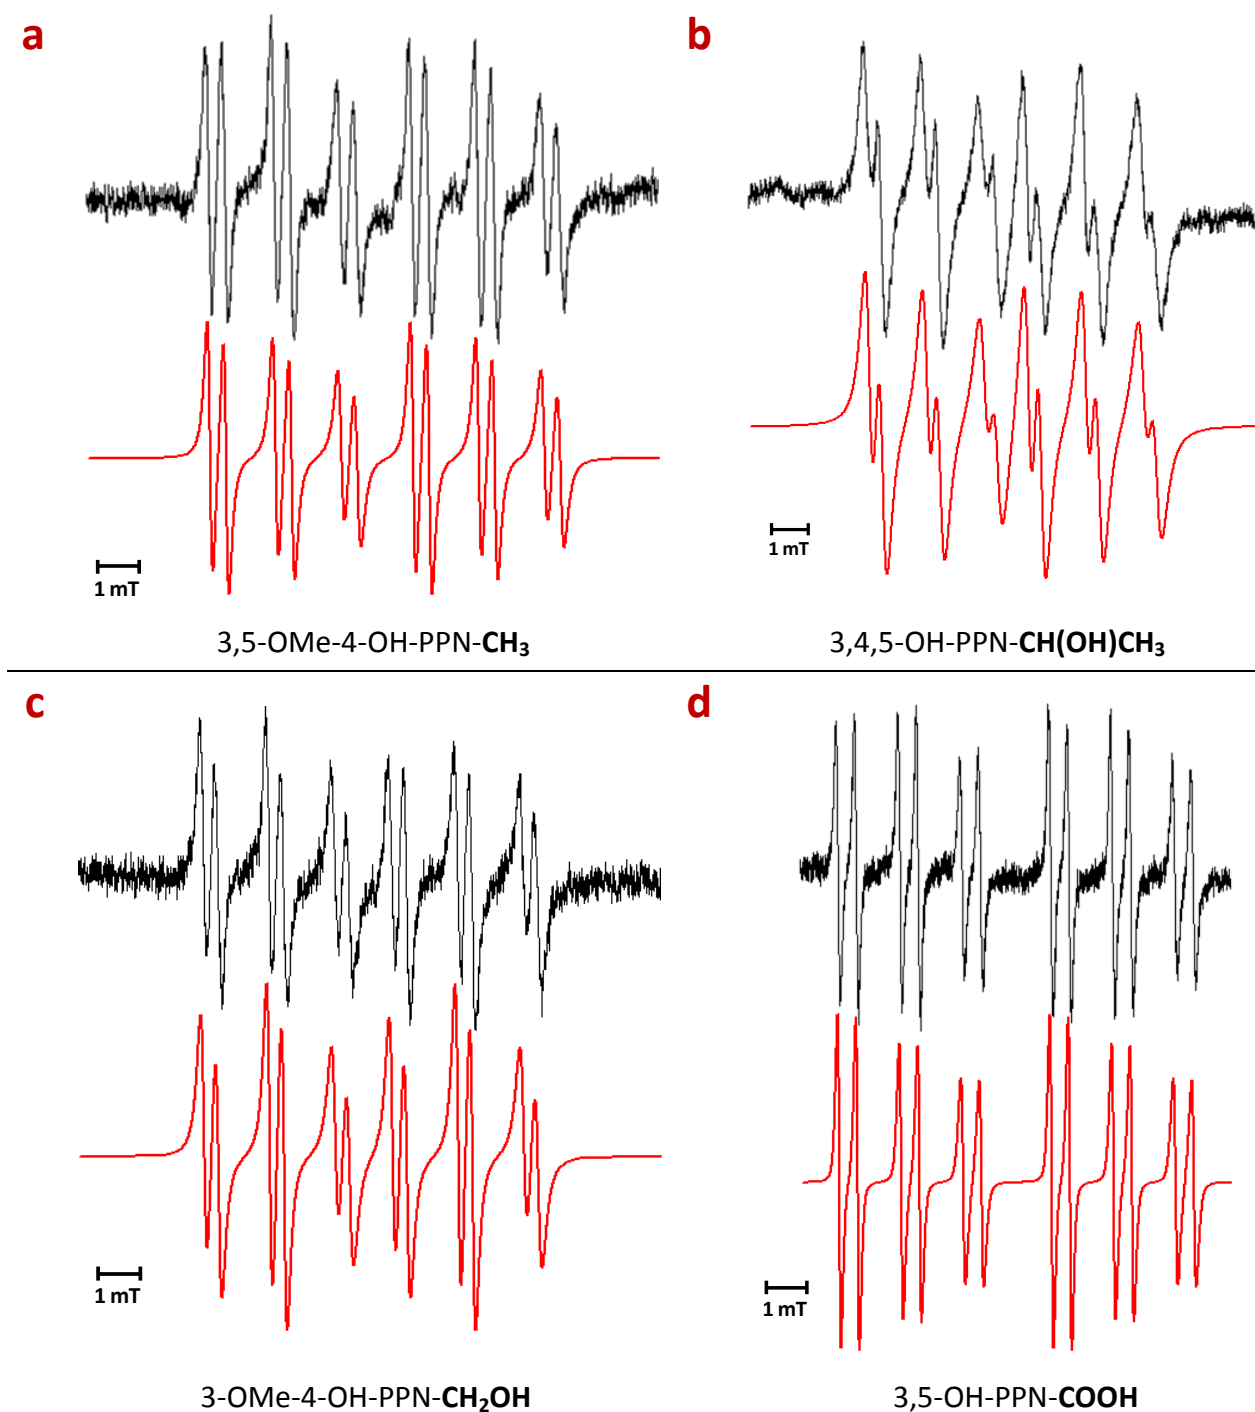 a
b
1 mT
1 mT
3,5-OMe-4-OH-PPN-CH₃
3,4,5-OH-PPN-CH(OH)CH₃
c
d
1 mT
1 mT
3-OMe-4-OH-PPN-CH₂OH
3,5-OH-PPN-COOH